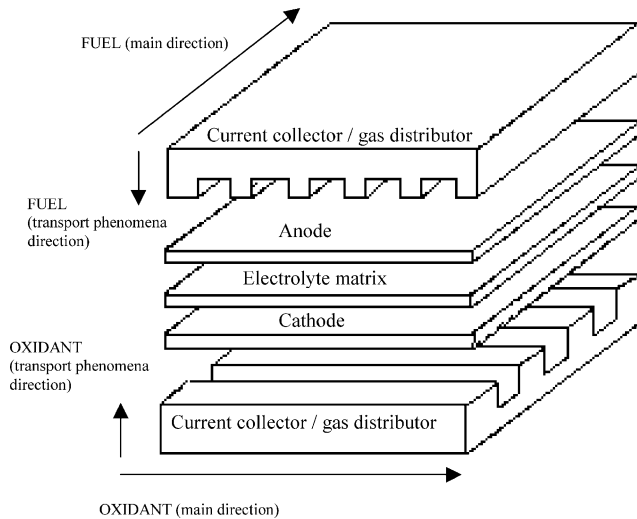 FUEL (main direction)
Current collector / gas distributor
FUEL
(transport phenomena
direction)
Anode
Electrolyte matrix
Cathode
OXIDANT
(transport phenomena
direction)
Current collector / gas distributor
OXIDANT (main direction)